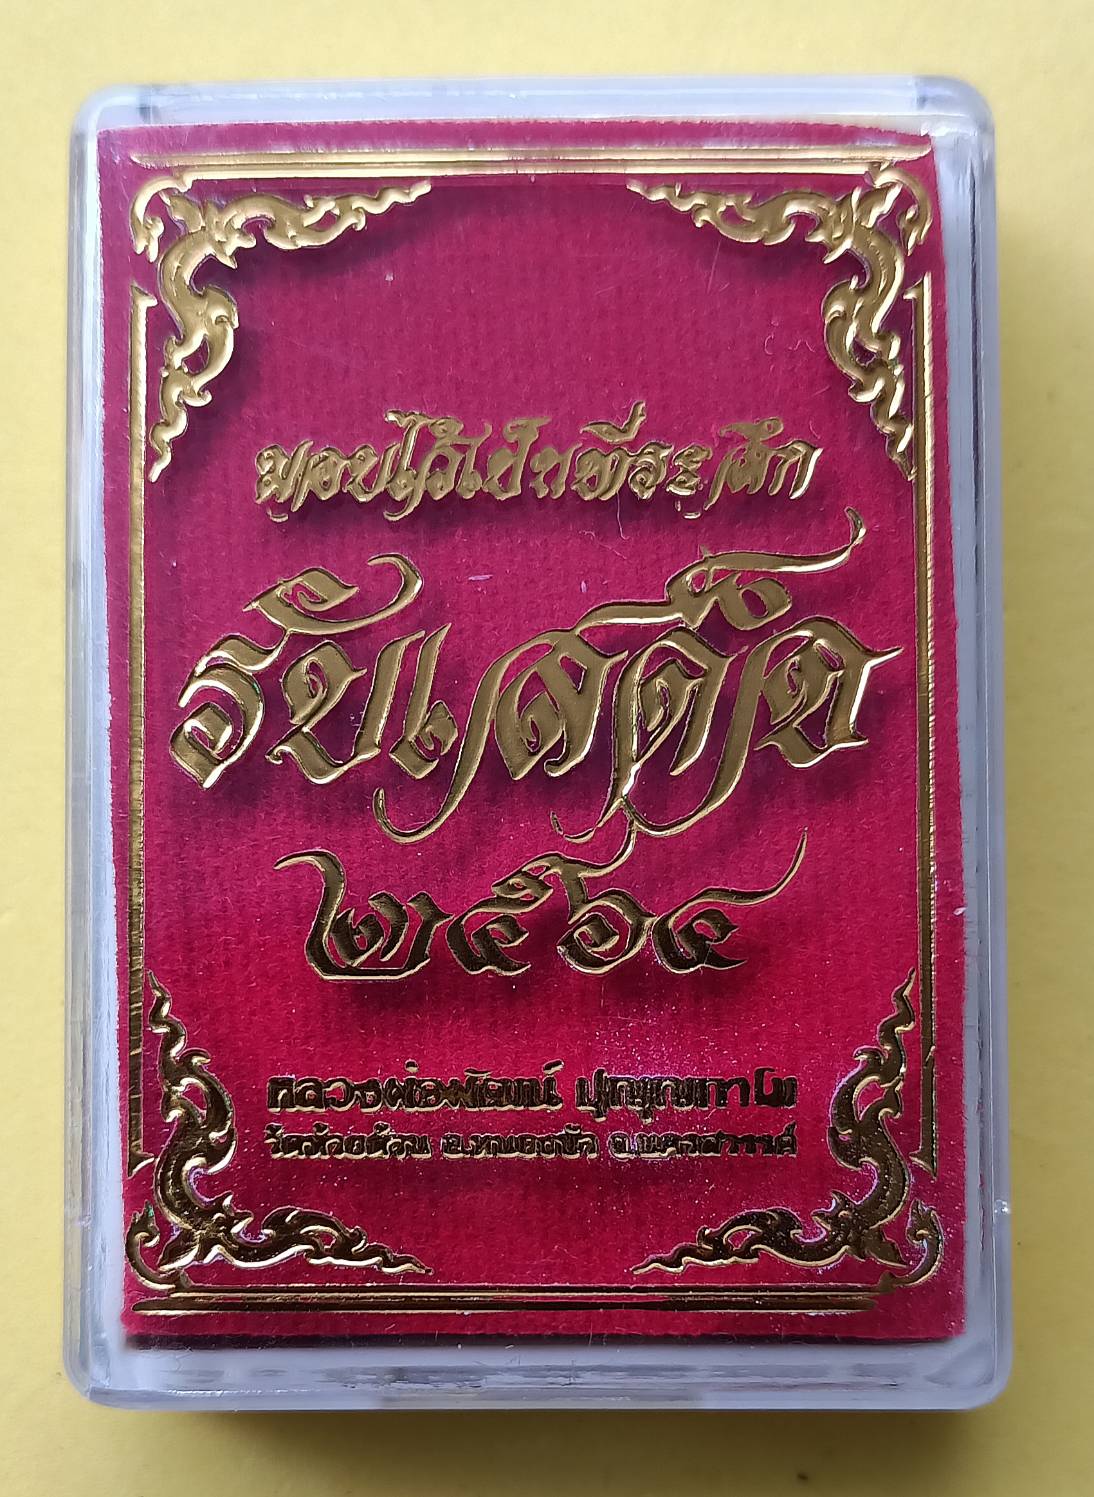 มอบไว้เป็นที่ระลึก
รับเสด็จ
๒๕๖๔
หลวงพ่อพัฒน์ ปุญฺญกาโม
วัดห้วยด้วน อ.หนองบัว จ.นครสวรรค์